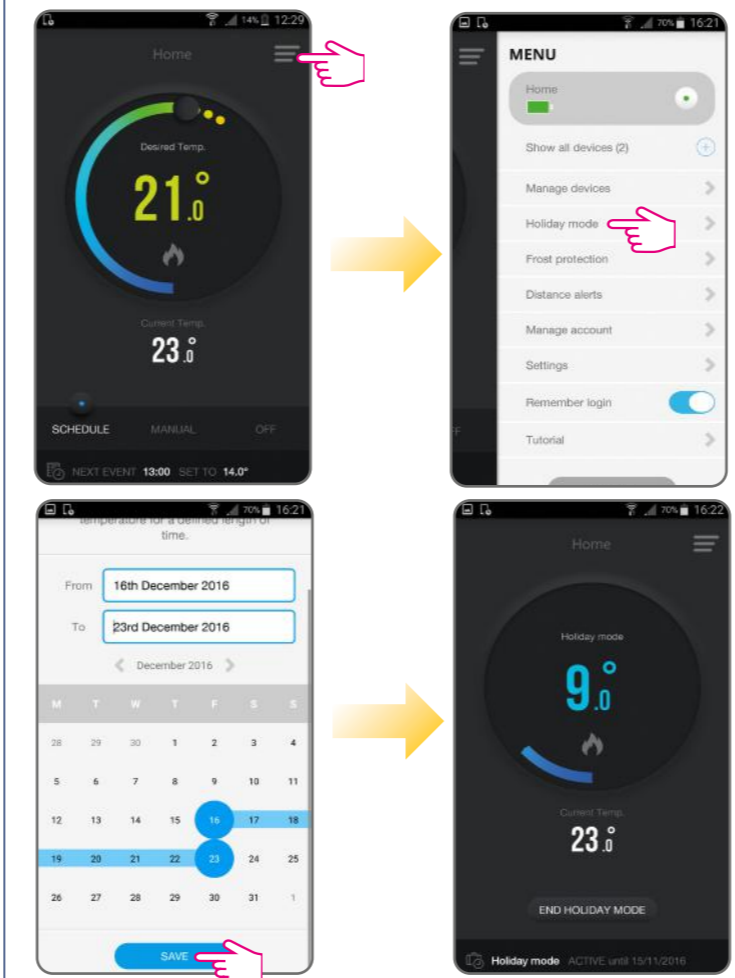 14% 12:29
Home
Desired Temp.
21.0°
Current Temp.
23.0°
SCHEDULE MANUAL OFF
NEXT EVENT 13:00 SET TO 14.0°
70% 16:21
MENU
Home
Show all devices (2)
Manage devices
Holiday mode
Frost protection
Distance alerts
Manage account
Settings
Remember login
Tutorial
70% 16:21
temperature for a defined length of
time.
From 16th December 2016
To 23rd December 2016
December 2016
M T W T F S S
28 29 30 1 2 3 4
5 6 7 8 9 10 11
12 13 14 15 16 17 18
19 20 21 22 23 24 25
26 27 28 29 30 31 1
SAVE
70% 16:22
Home
Holiday mode
9.0°
Current Temp.
23.0°
END HOLIDAY MODE
Holiday mode ACTIVE until 15/11/2016